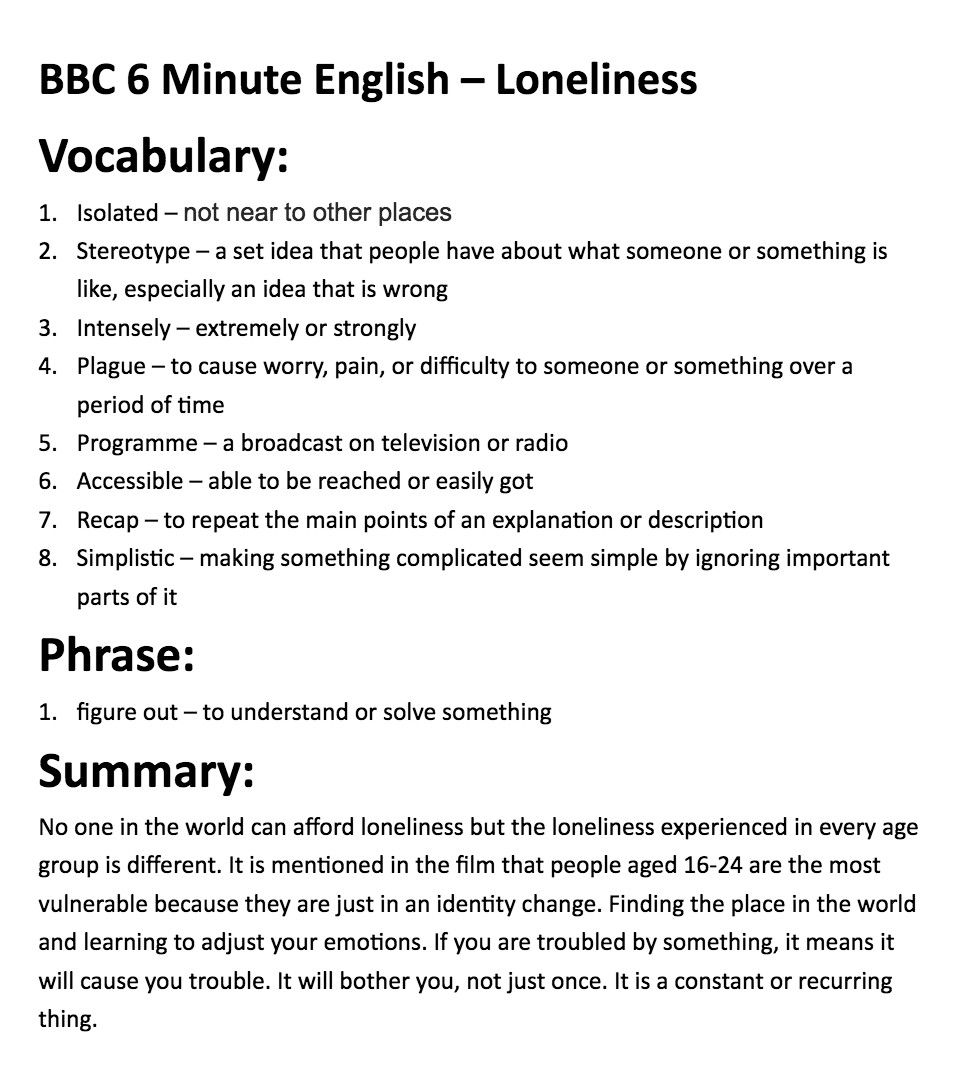 BBC 6 Minute English – Loneliness
Vocabulary:
1. Isolated – not near to other places
2. Stereotype – a set idea that people have about what someone or something is
like, especially an idea that is wrong
3. Intensely – extremely or strongly
4. Plague – to cause worry, pain, or difficulty to someone or something over a
period of time
5. Programme – a broadcast on television or radio
6. Accessible – able to be reached or easily got
7. Recap – to repeat the main points of an explanation or description
8. Simplistic – making something complicated seem simple by ignoring important
parts of it
Phrase:
1. figure out – to understand or solve something
Summary:
No one in the world can afford loneliness but the loneliness experienced in every age
group is different. It is mentioned in the film that people aged 16-24 are the most
vulnerable because they are just in an identity change. Finding the place in the world
and learning to adjust your emotions. If you are troubled by something, it means it
will cause you trouble. It will bother you, not just once. It is a constant or recurring
thing.